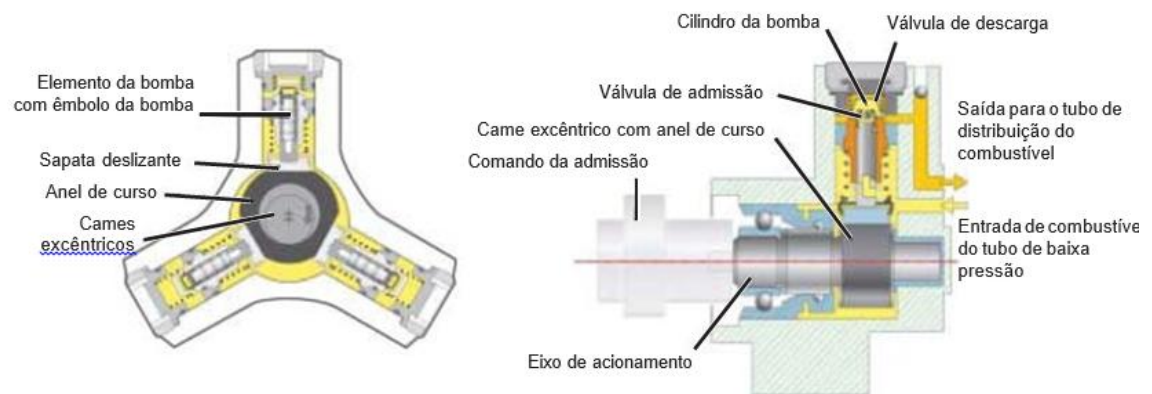 Elemento da bomba
com êmbolo da bomba
Sapata deslizante
Anel de curso
Cames
excêntricos
Cilindro da bomba
Válvula de descarga
Válvula de admissão
Came excêntrico com anel de curso
Comando da admissão
Saída para o tubo de
distribuição do
combustível
Entrada de combustíve
do tubo de baixa
pressão
Eixo de acionamento